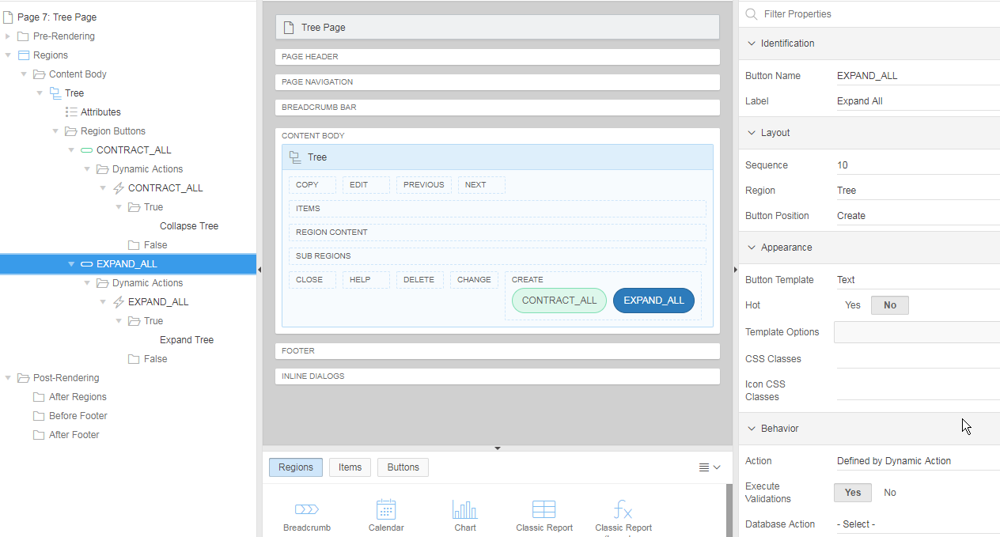 Page 7: Tree Page
Pre-Rendering
Regions
Content Body
Tree
Attributes
Region Buttons
CONTRACT_ALL
Dynamic Actions
CONTRACT_ALL
True
Collapse Tree
False
EXPAND_ALL
Dynamic Actions
EXPAND_ALL
True
Expand Tree
False
Post-Rendering
After Regions
Before Footer
After Footer
Tree Page
PAGE HEADER
PAGE NAVIGATION
BREADCRUMB BAR
CONTENT BODY
Tree
COPY EDIT PREVIOUS NEXT
ITEMS
REGION CONTENT
SUB REGIONS
CLOSE HELP DELETE CHANGE CREATE
CONTRACT_ALL EXPAND_ALL
FOOTER
INLINE DIALOGS
Regions Items Buttons
Breadcrumb Calendar Chart Classic Report Classic Report
Filter Properties
Identification
Button Name EXPAND_ALL
Label Expand All
Layout
Sequence 10
Region Tree
Button Position Create
Appearance
Button Template Text
Hot Yes No
Template Options
CSS Classes
Icon CSS
Classes
Behavior
Action Defined by Dynamic Action
Execute
Validations Yes No
Database Action - Select -